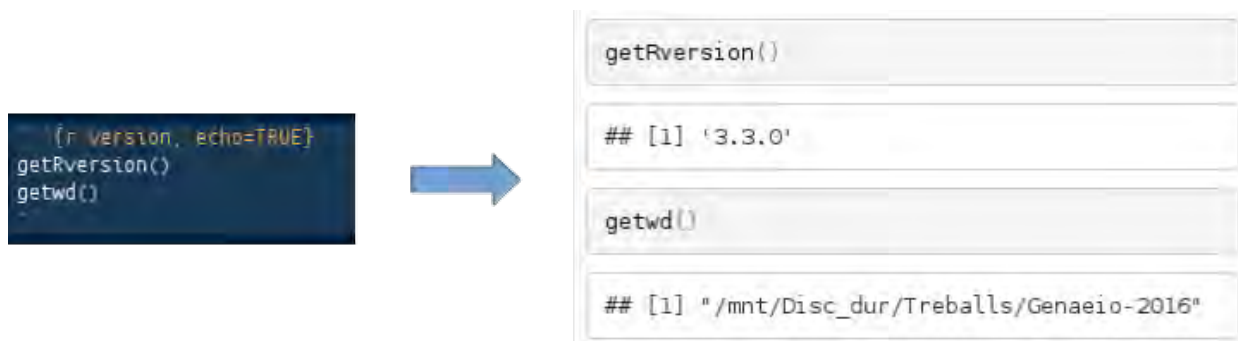 {r version, echo=TRUE}
getRversion()
getwd()
getRversion()
## [1] '3.3.0'
getwd()
## [1] "/mnt/Disc_dur/Treballs/Genaeio-2016"